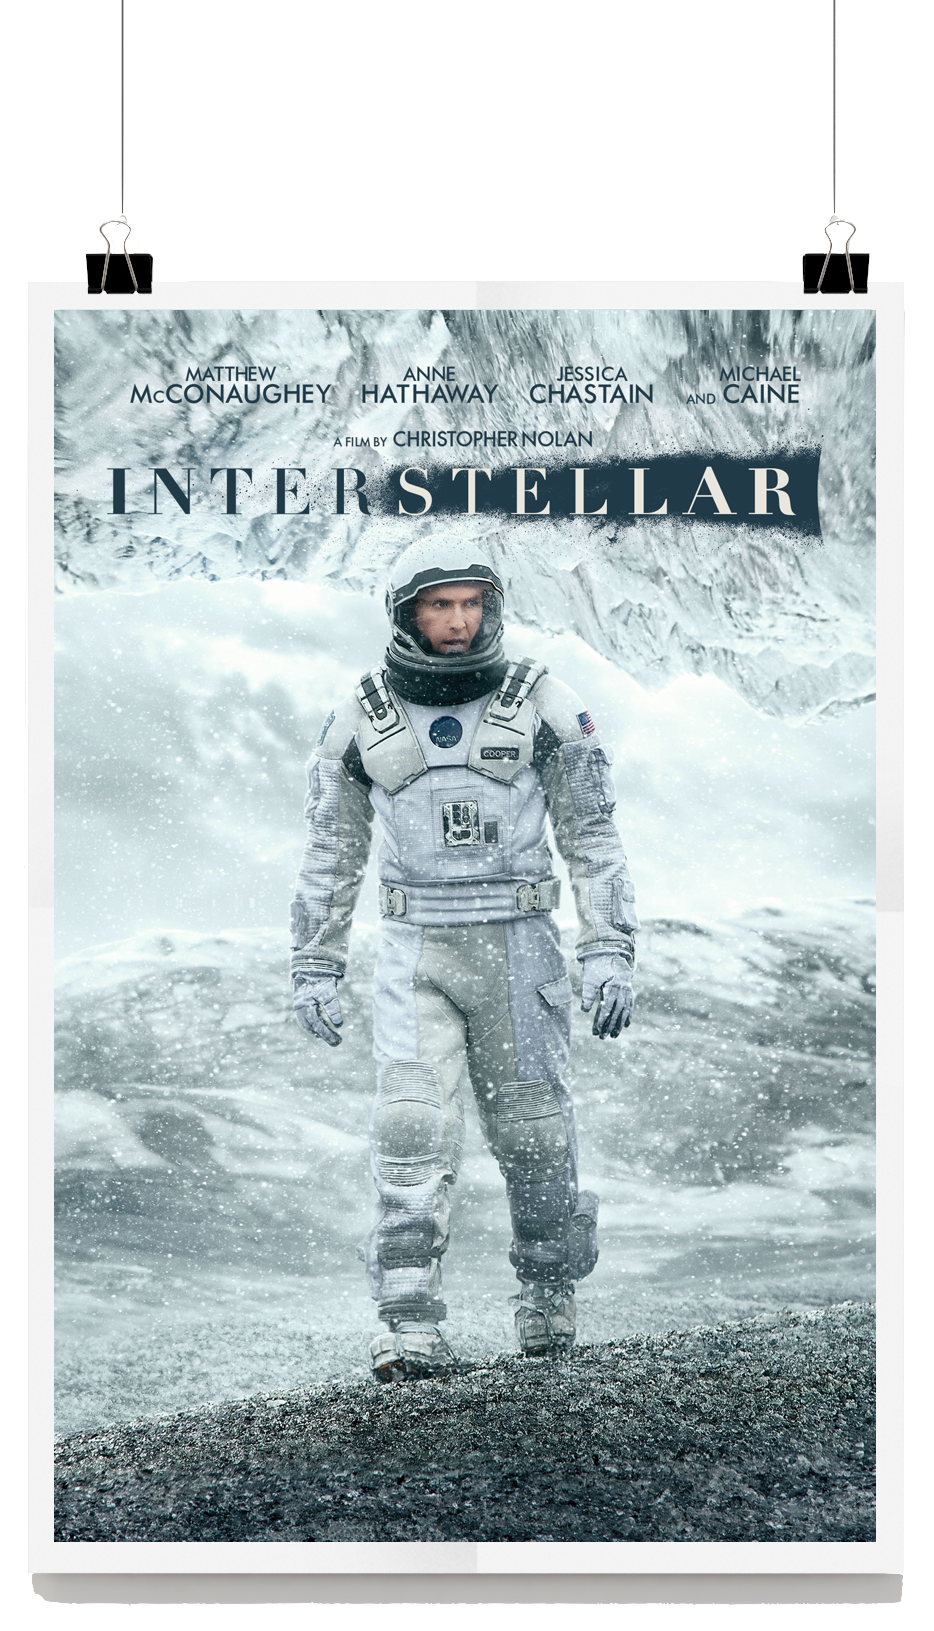 MATTHEW ANNE JESSICA MICHAEL
McCONAUGHEY HATHAWAY CHASTAIN AND CAINE
A FILM BY CHRISTOPHER NOLAN
INTERSTELLAR
NASA
COOPER